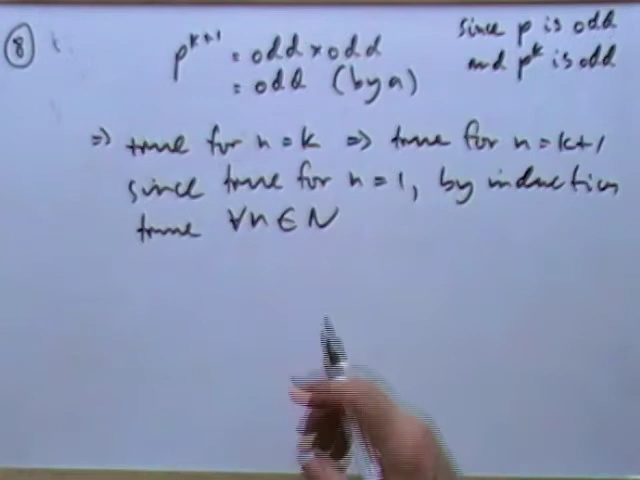 ⑧ p^{k+1} = odd × odd since p is odd
= odd (by a) and p^k is odd
⇒ true for n = k ⇒ true for n = k+1
since true for n = 1, by induction
true ∀n ∈ N